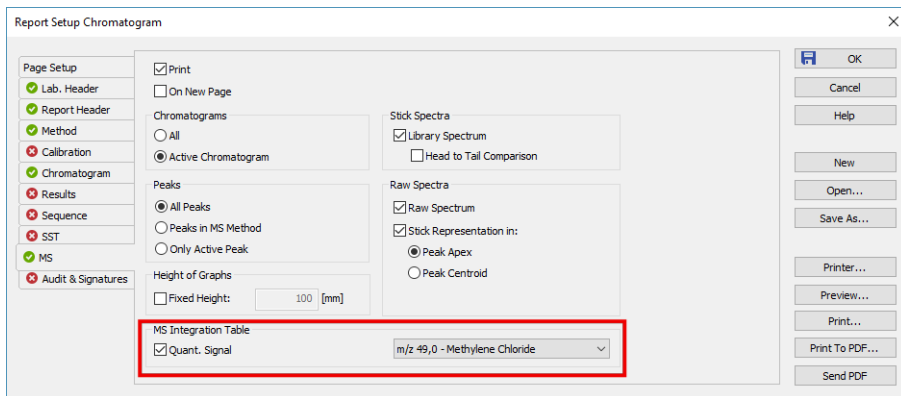 Report Setup Chromatogram
Page Setup
Lab. Header
Report Header
Method
Calibration
Chromatogram
Results
Sequence
SST
MS
Audit & Signatures
Print
On New Page
Chromatograms
All
Active Chromatogram
Peaks
All Peaks
Peaks in MS Method
Only Active Peak
Height of Graphs
Fixed Height: 100 [mm]
Stick Spectra
Library Spectrum
Head to Tail Comparison
Raw Spectra
Raw Spectrum
Stick Representation in:
Peak Apex
Peak Centroid
MS Integration Table
Quant. Signal m/z 49,0 - Methylene Chloride
OK
Cancel
Help
New
Open...
Save As...
Printer...
Preview...
Print...
Print To PDF...
Send PDF